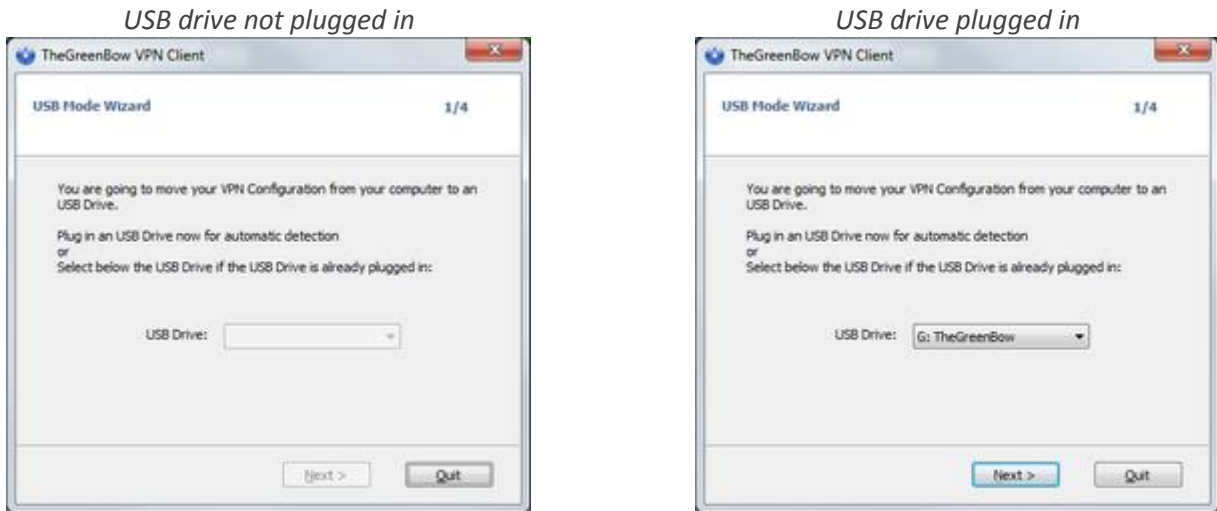 USB drive not plugged in
TheGreenBow VPN Client
USB Mode Wizard
1/4
You are going to move your VPN Configuration from your computer to an
USB Drive.
Plug in an USB Drive now for automatic detection
or
Select below the USB Drive if the USB Drive is already plugged in:
USB Drive:
Next >
Quit
USB drive plugged in
TheGreenBow VPN Client
USB Mode Wizard
1/4
You are going to move your VPN Configuration from your computer to an
USB Drive.
Plug in an USB Drive now for automatic detection
or
Select below the USB Drive if the USB Drive is already plugged in:
USB Drive: G: TheGreenBow
Next >
Quit